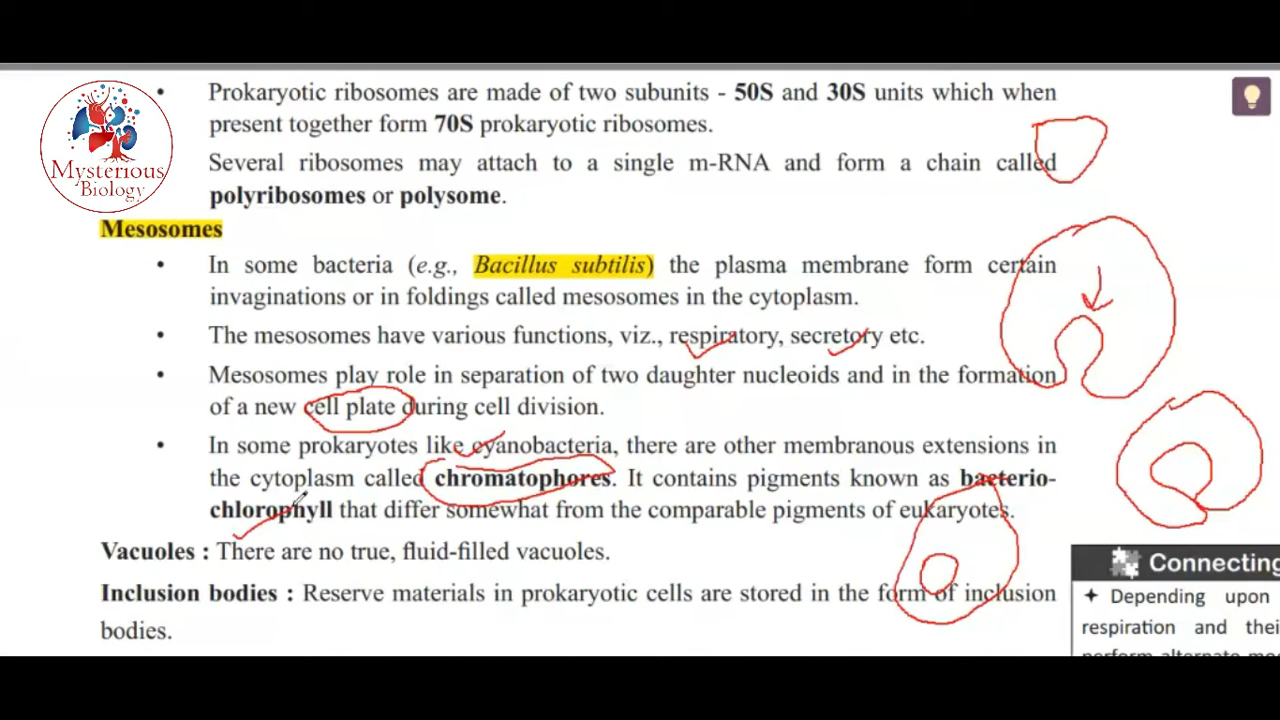 Mysterious
Biology
• Prokaryotic ribosomes are made of two subunits - 50S and 30S units which when
present together form 70S prokaryotic ribosomes.
Several ribosomes may attach to a single m-RNA and form a chain called
polyribosomes or polysome.
Mesosomes
• In some bacteria (e.g., Bacillus subtilis) the plasma membrane form certain
invaginations or in foldings called mesosomes in the cytoplasm.
• The mesosomes have various functions, viz., respiratory, secretory etc.
• Mesosomes play role in separation of two daughter nucleoids and in the formation
of a new cell plate during cell division.
• In some prokaryotes like cyanobacteria, there are other membranous extensions in
the cytoplasm called chromatophores. It contains pigments known as bacterio-
chlorophyll that differ somewhat from the comparable pigments of eukaryotes.
Vacuoles : There are no true, fluid-filled vacuoles.
Inclusion bodies : Reserve materials in prokaryotic cells are stored in the form of inclusion
bodies.
Connecting
Depending upon
respiration and thei
perform alternate